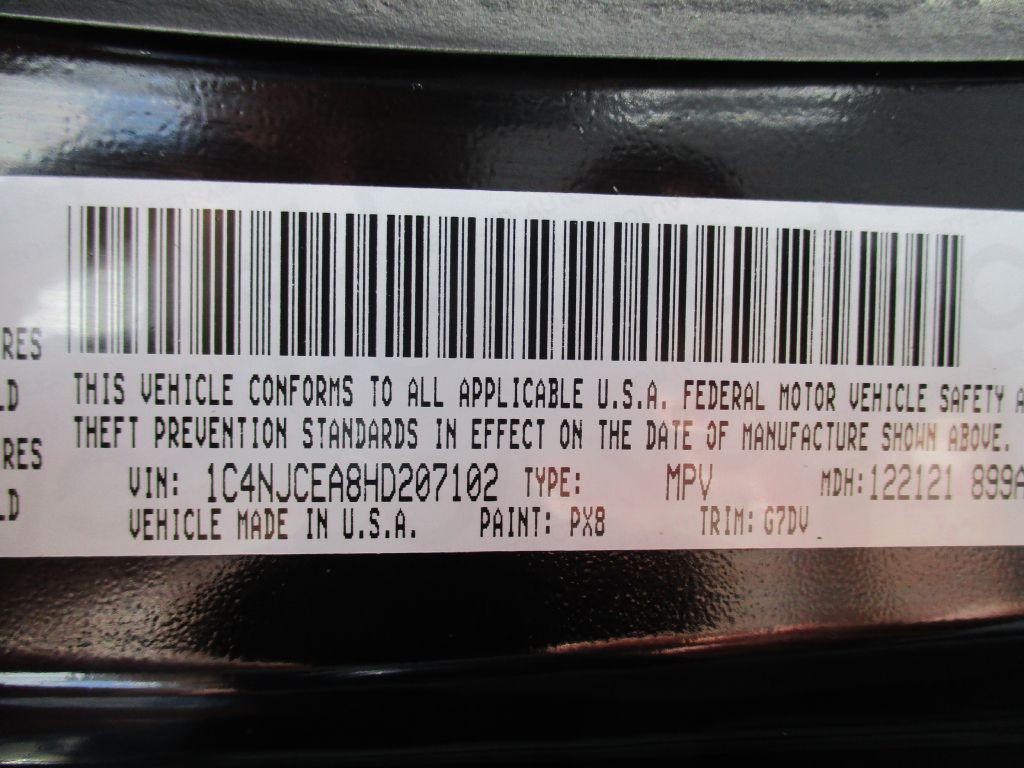 RES
LD
RES
LD
THIS VEHICLE CONFORMS TO ALL APPLICABLE U.S.A. FEDERAL MOTOR VEHICLE SAFETY A
THEFT PREVENTION STANDARDS IN EFFECT ON THE DATE OF MANUFACTURE SHOWN ABOVE.
VIN: 1C4NJCEA8HD207102 TYPE: MPV MDH:122121 899A
VEHICLE MADE IN U.S.A. PAINT: PX8 TRIM:G7DV